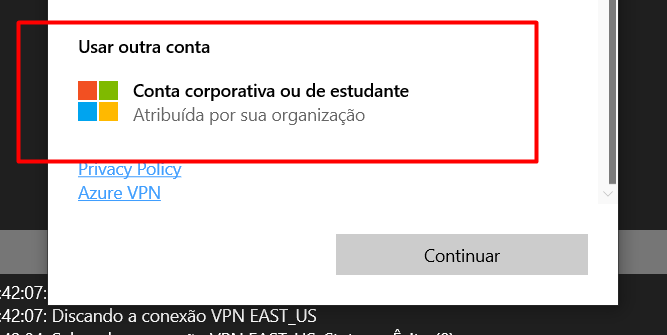 Usar outra conta
Conta corporativa ou de estudante
Atribuída por sua organização
Privacy Policy
Azure VPN
Continuar
:42:07:
:42:07: Discando a conexão VPN EAST_US